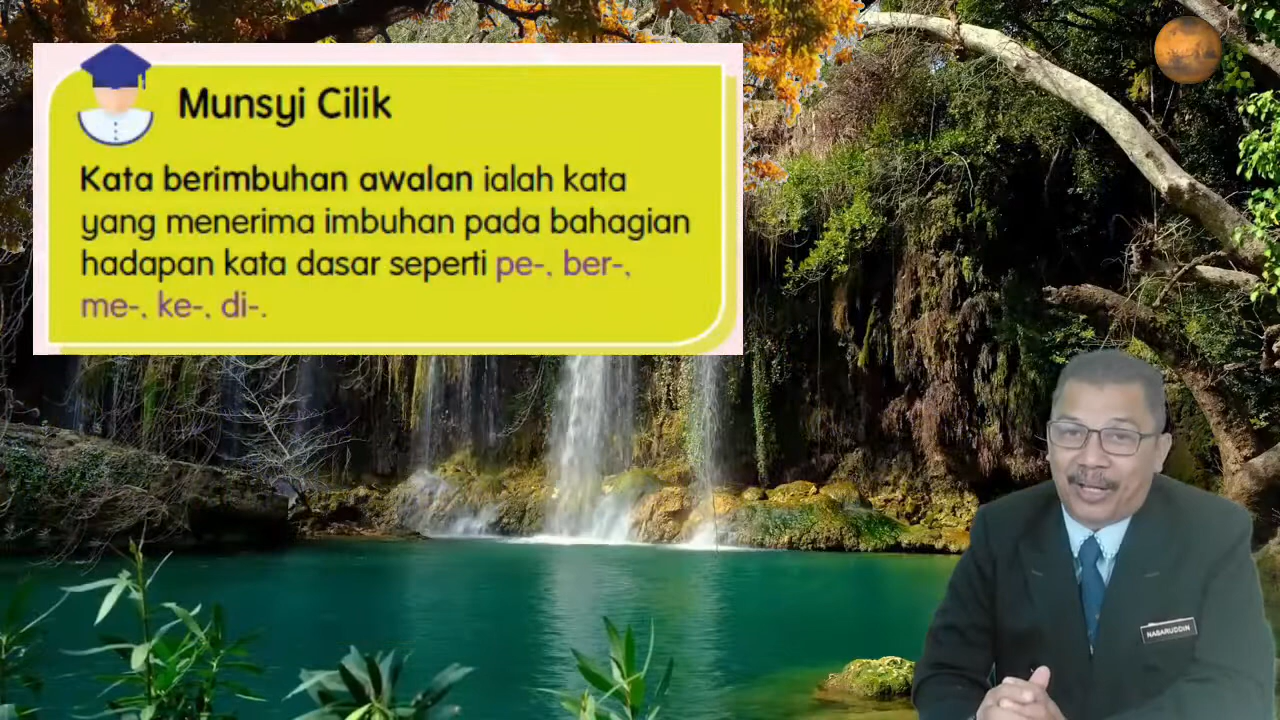 Munsyi Cilik
Kata berimbuhan awalan ialah kata
yang menerima imbuhan pada bahagian
hadapan kata dasar seperti pe-, ber-,
me-, ke-, di-.
NASARUDDIN